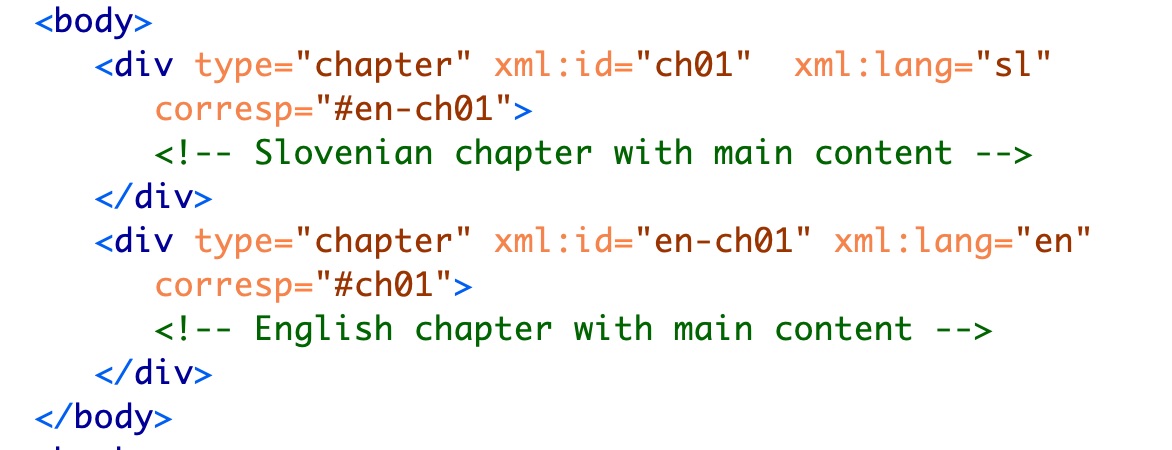 <body>
<div type="chapter" xml:id="ch01"  xml:lang="sl"
corresp="#en-ch01">
<!-- Slovenian chapter with main content -->
</div>
<div type="chapter" xml:id="en-ch01" xml:lang="en"
corresp="#ch01">
<!-- English chapter with main content -->
</div>
</body>